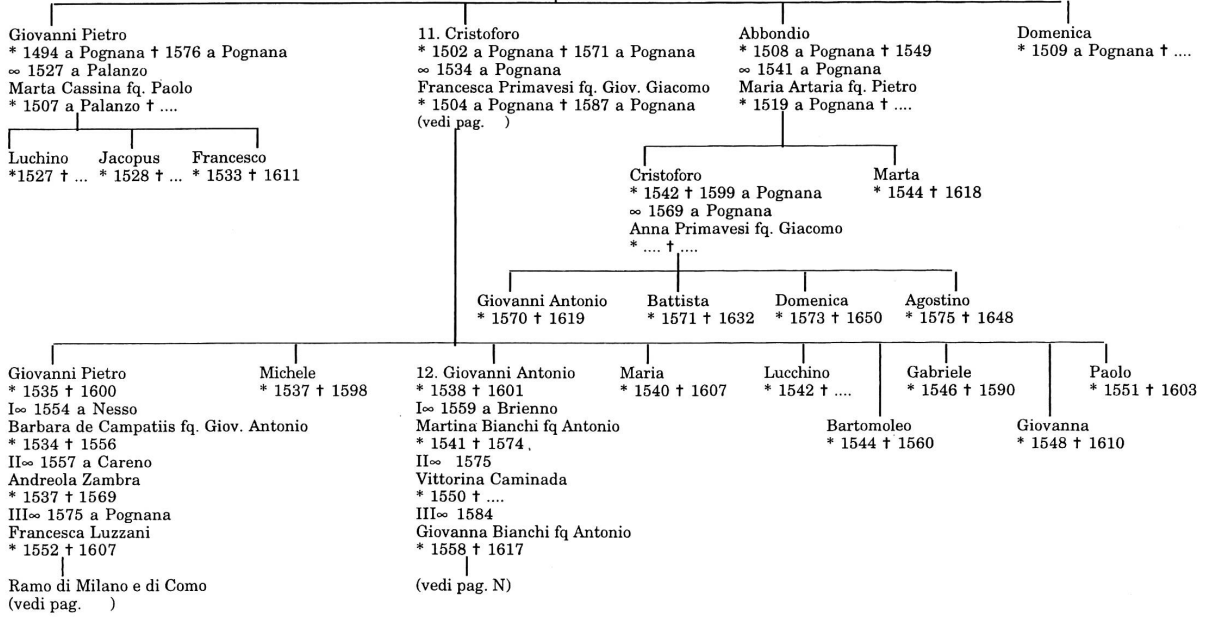 Giovanni Pietro
* 1494 a Pognana † 1576 a Pognana
∞ 1527 a Palanzo
Marta Cassina fq. Paolo
* 1507 a Palanzo † ....
11. Cristoforo
* 1502 a Pognana † 1571 a Pognana
∞ 1534 a Pognana
Francesca Primavesi fq. Giov. Giacomo
* 1504 a Pognana † 1587 a Pognana
(vedi pag. )
Abbondio
* 1508 a Pognana † 1549
∞ 1541 a Pognana
Maria Artaria fq. Pietro
* 1519 a Pognana † ....
Domenica
* 1509 a Pognana † ....
Luchino
*1527 † ...
Jacopus
* 1528 † ...
Francesco
* 1533 † 1611
Cristoforo
* 1542 † 1599 a Pognana
∞ 1569 a Pognana
Anna Primavesi fq. Giacomo
* .... † ....
Marta
* 1544 † 1618
Giovanni Antonio
* 1570 † 1619
Battista
* 1571 † 1632
Domenica
* 1573 † 1650
Agostino
* 1575 † 1648
Giovanni Pietro
* 1535 † 1600
I∞ 1554 a Nesso
Barbara de Campatiis fq. Giov. Antonio
* 1534 † 1556
II∞ 1557 a Careno
Andreola Zambra
* 1537 † 1569
III∞ 1575 a Pognana
Francesca Luzzani
* 1552 † 1607
Ramo di Milano e di Como
(vedi pag. )
Michele
* 1537 † 1598
12. Giovanni Antonio
* 1538 † 1601
I∞ 1559 a Brienno
Martina Bianchi fq Antonio
* 1541 † 1574
II∞ 1575
Vittorina Caminada
* 1550 † ....
III∞ 1584
Giovanna Bianchi fq Antonio
* 1558 † 1617
(vedi pag. N)
Maria
* 1540 † 1607
Lucchino
* 1542 † ....
Bartomoleo
* 1544 † 1560
Gabriele
* 1546 † 1590
Giovanna
* 1548 † 1610
Paolo
* 1551 † 1603